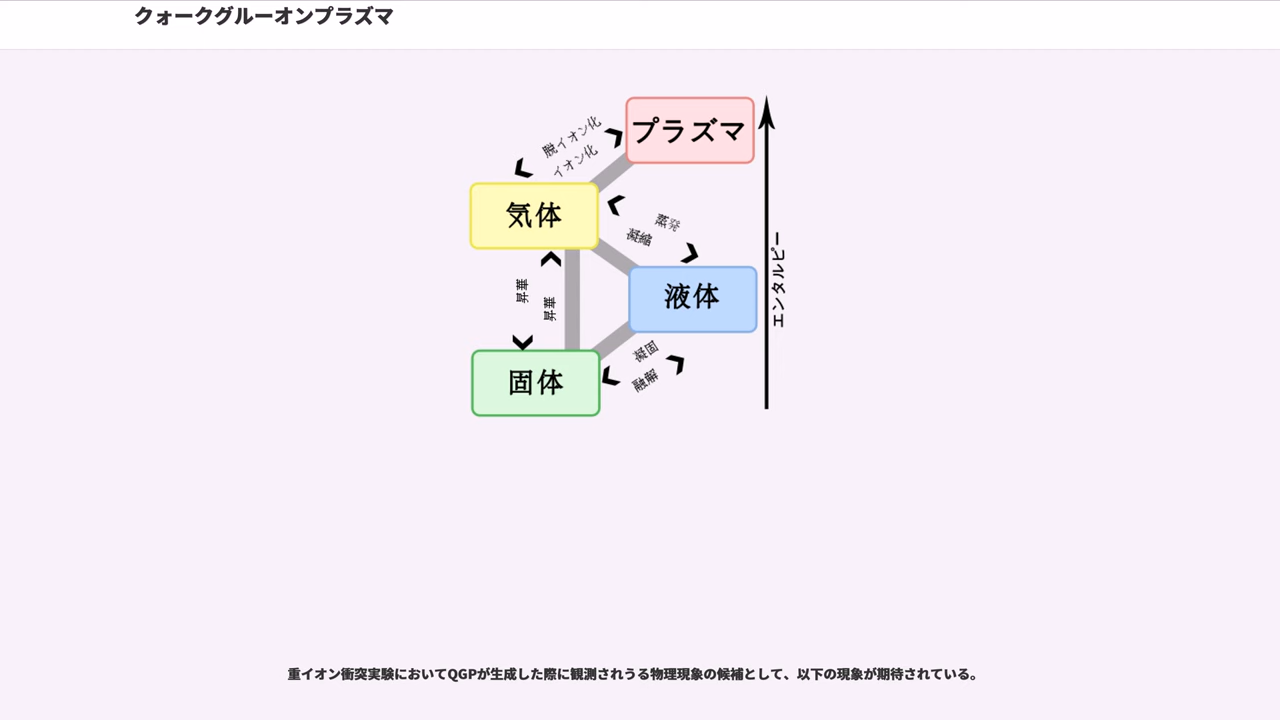 クォークグルーオンプラズマ
プラズマ
脱イオン化
イオン化
気体
蒸発
凝縮
エンタルピー
液体
昇華
昇華
凝固
融解
固体
重イオン衝突実験においてQGPが生成した際に観測されうる物理現象の候補として、以下の現象が期待されている。